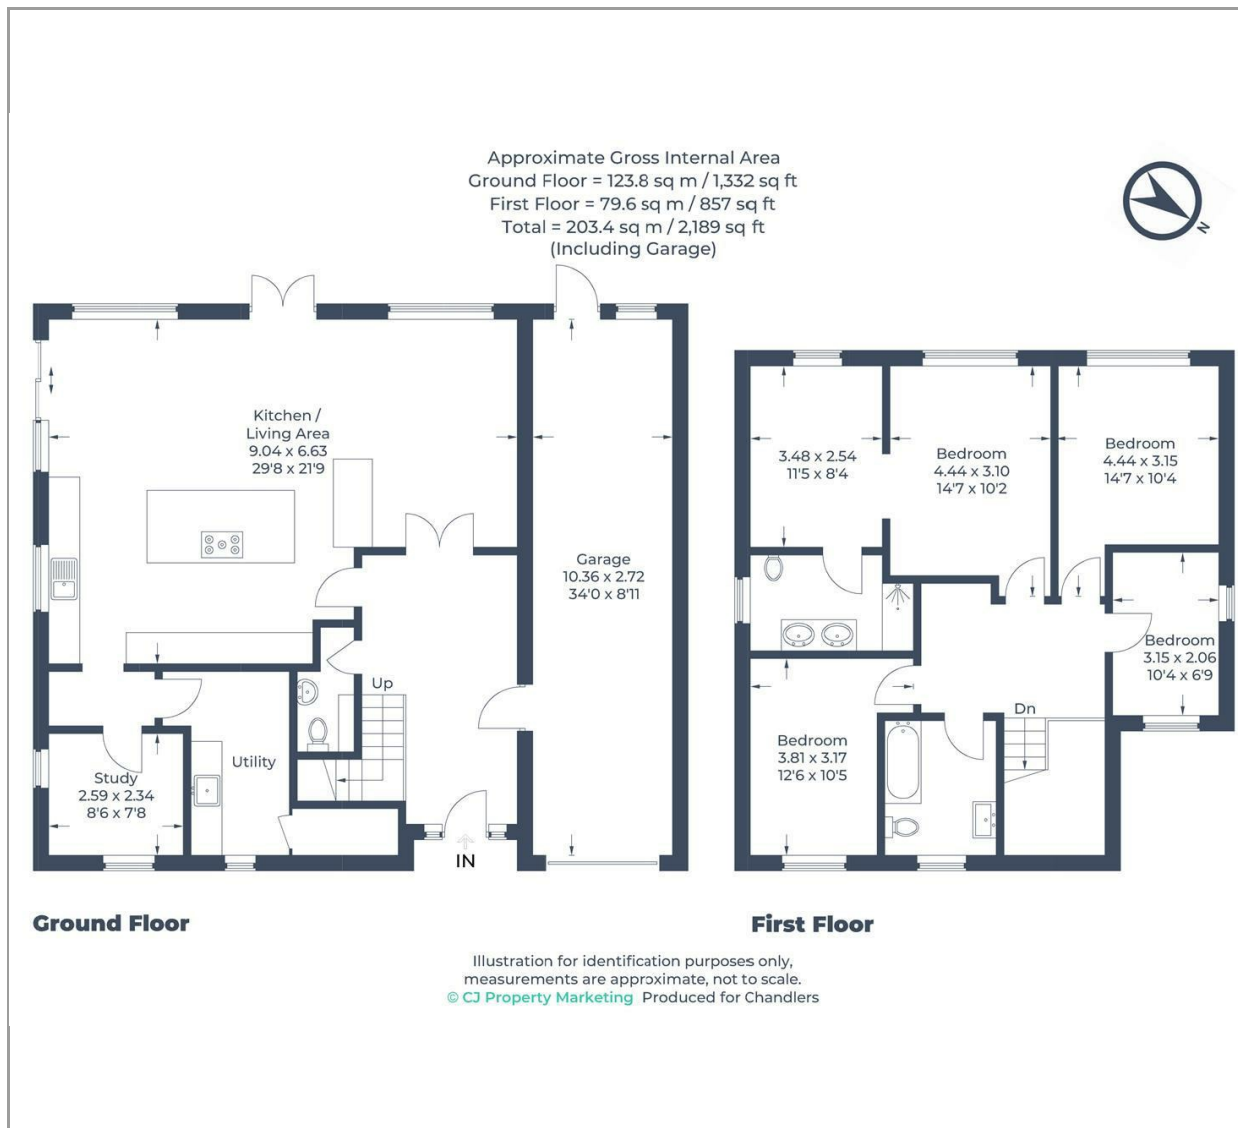 Approximate Gross Internal Area
Ground Floor = 123.8 sq m / 1,332 sq ft
First Floor = 79.6 sq m / 857 sq ft
Total = 203.4 sq m / 2,189 sq ft
(Including Garage)
N
Kitchen /
Living Area
9.04 x 6.63
29'8 x 21'9
Garage
10.36 x 2.72
34'0 x 8'11
Up
Utility
Study
2.59 x 2.34
8'6 x 7'8
IN
3.48 x 2.54
11'5 x 8'4
Bedroom
4.44 x 3.10
14'7 x 10'2
Bedroom
4.44 x 3.15
14'7 x 10'4
Bedroom
3.15 x 2.06
10'4 x 6'9
Dn
Bedroom
3.81 x 3.17
12'6 x 10'5
Ground Floor
First Floor
Illustration for identification purposes only,
measurements are approximate, not to scale.
© CJ Property Marketing Produced for Chandlers